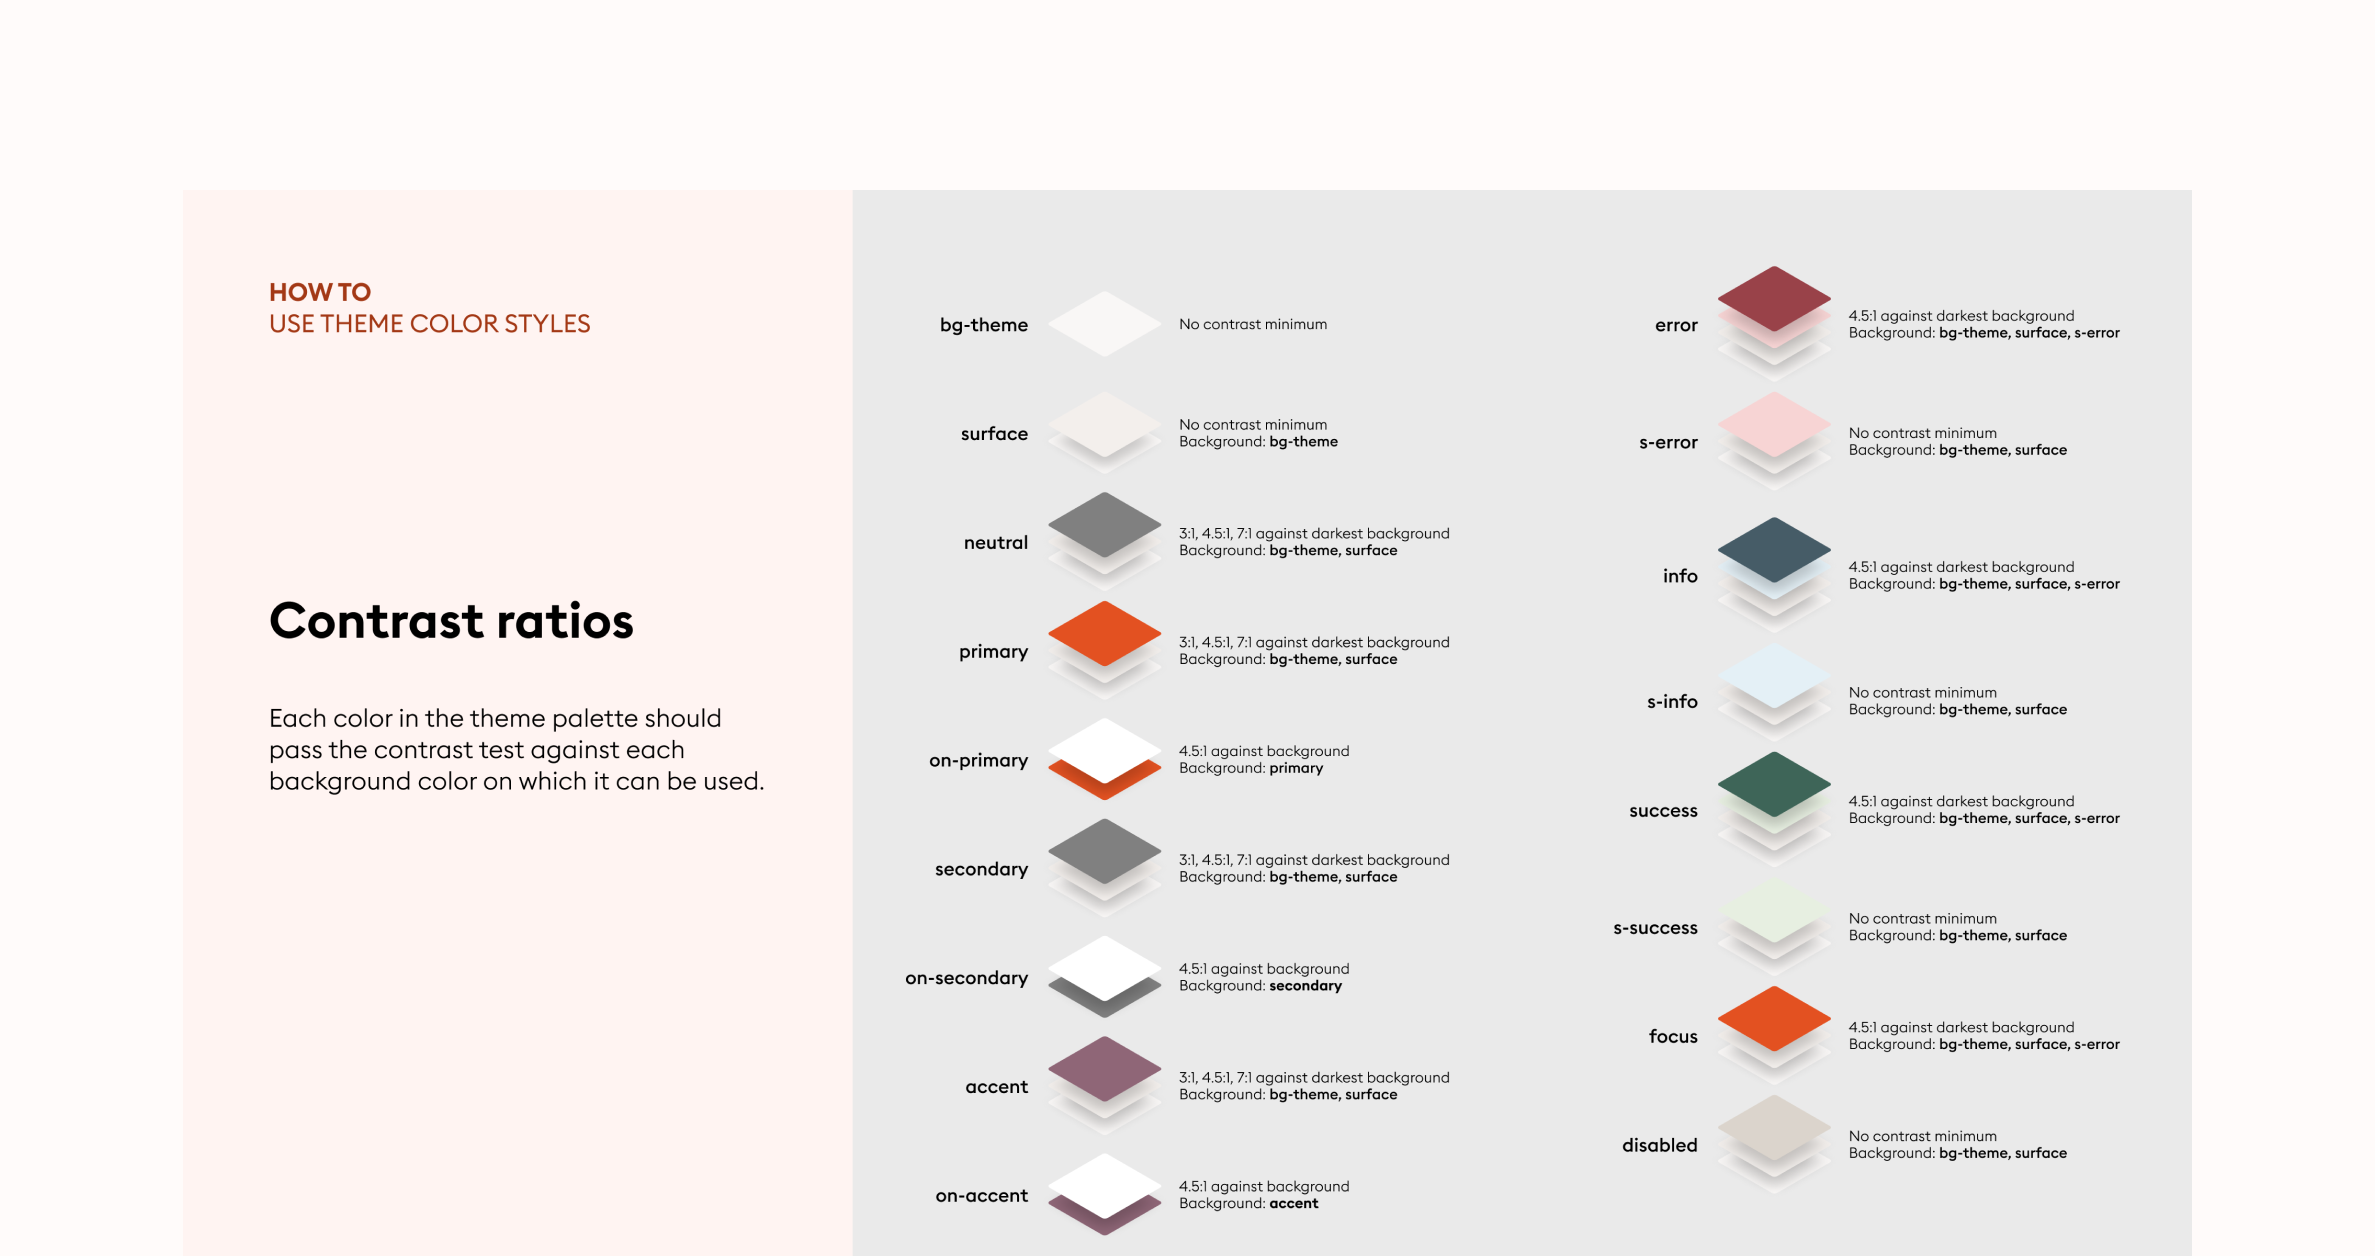 HOW TO
USE THEME COLOR STYLES
Contrast ratios
Each color in the theme palette should
pass the contrast test against each
background color on which it can be used.
bg-theme
No contrast minimum
surface
No contrast minimum
Background: bg-theme
neutral
3:1, 4.5:1, 7:1 against darkest background
Background: bg-theme, surface
primary
3:1, 4.5:1, 7:1 against darkest background
Background: bg-theme, surface
on-primary
4.5:1 against background
Background: primary
secondary
3:1, 4.5:1, 7:1 against darkest background
Background: bg-theme, surface
on-secondary
4.5:1 against background
Background: secondary
accent
3:1, 4.5:1, 7:1 against darkest background
Background: bg-theme, surface
on-accent
4.5:1 against background
Background: accent
error
4.5:1 against darkest background
Background: bg-theme, surface, s-error
s-error
No contrast minimum
Background: bg-theme, surface
info
4.5:1 against darkest background
Background: bg-theme, surface, s-error
s-info
No contrast minimum
Background: bg-theme, surface
success
4.5:1 against darkest background
Background: bg-theme, surface, s-error
s-success
No contrast minimum
Background: bg-theme, surface
focus
4.5:1 against darkest background
Background: bg-theme, surface, s-error
disabled
No contrast minimum
Background: bg-theme, surface